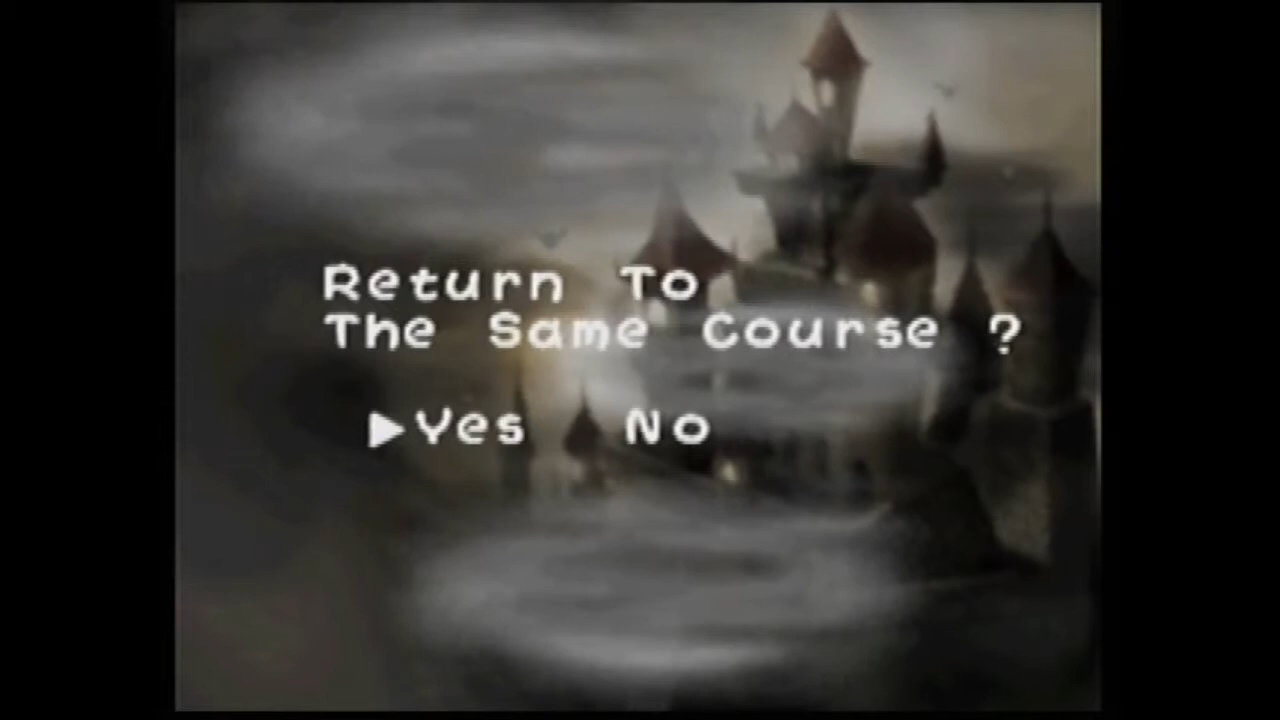 Return To
The Same Course ?
▶Yes No